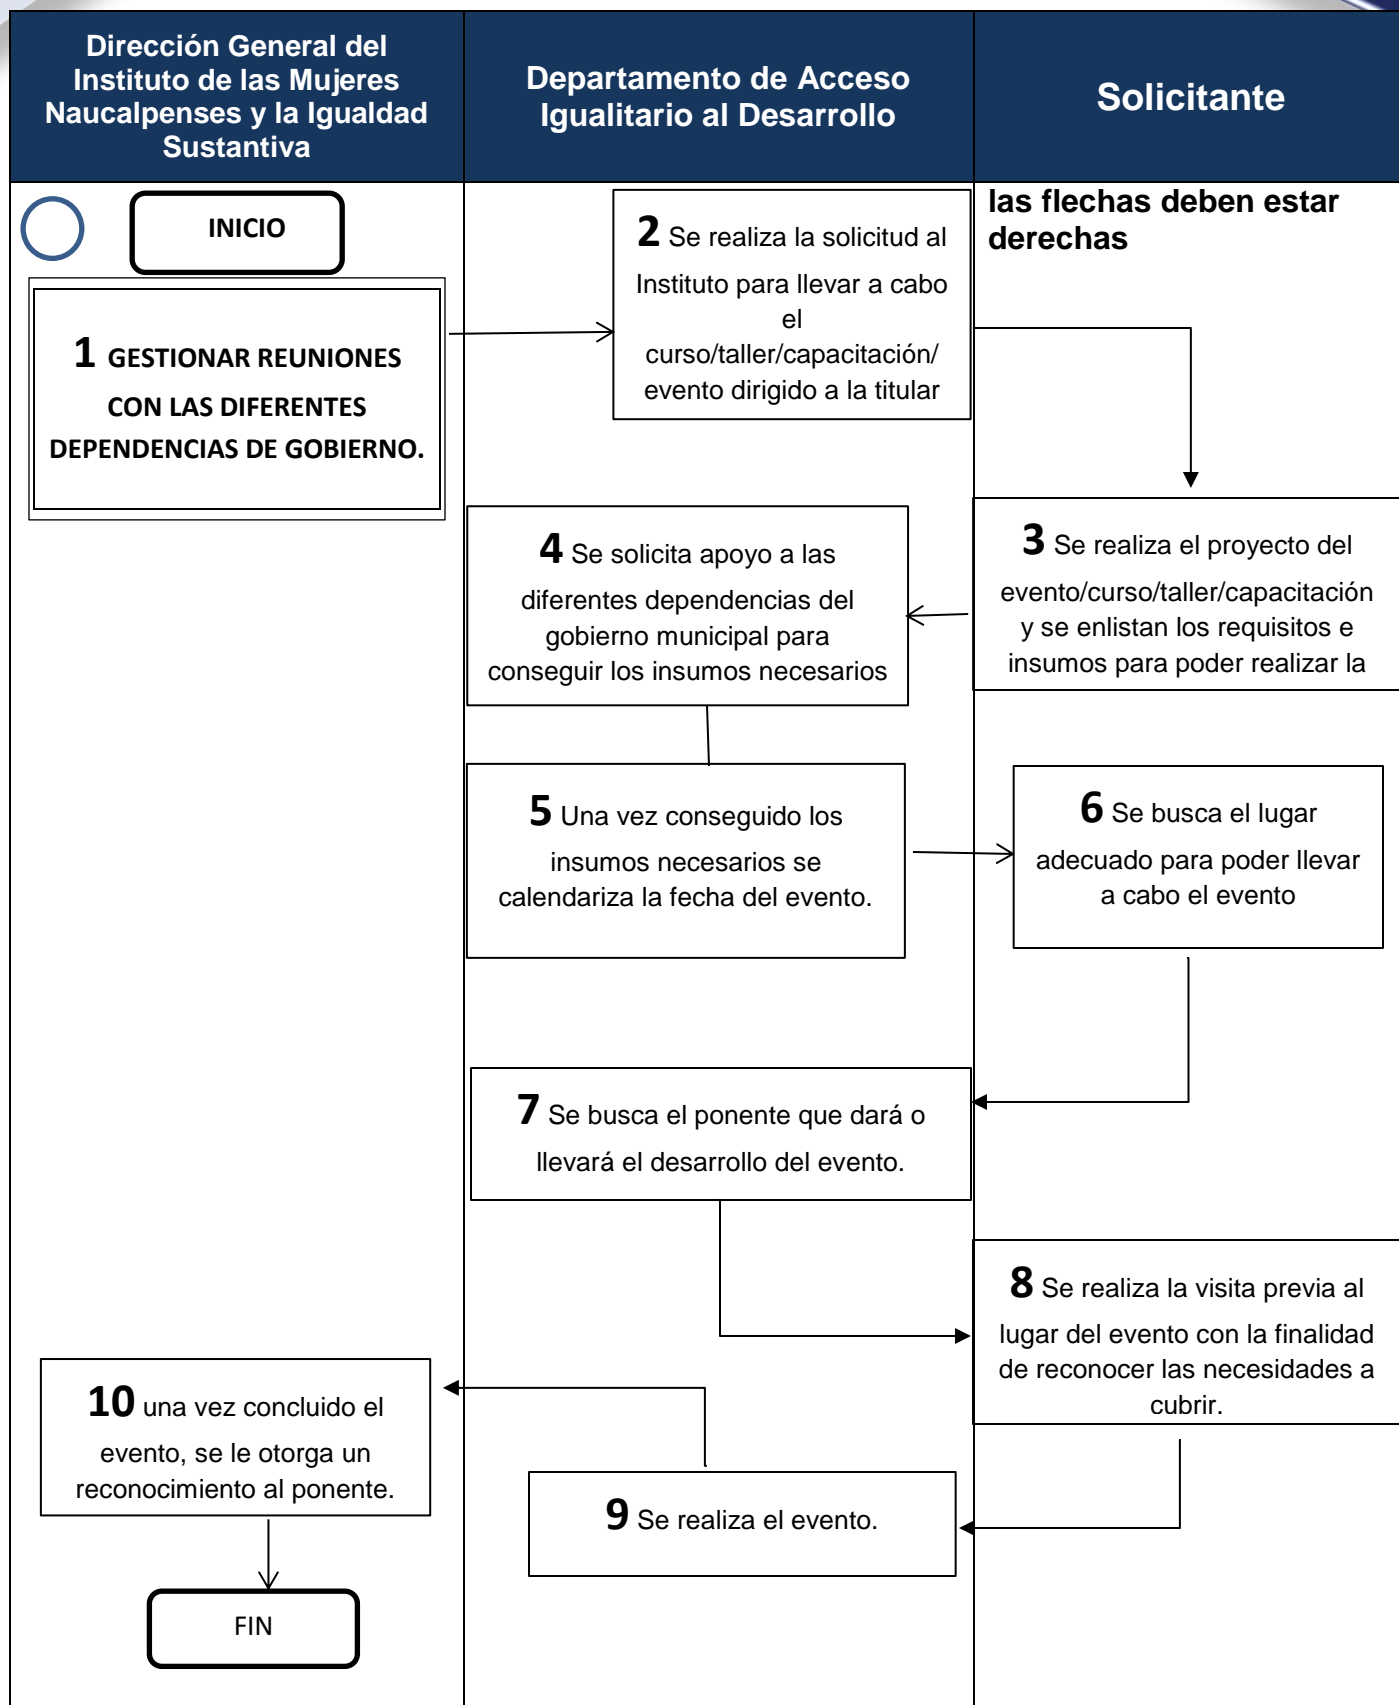 Dirección General del
Instituto de las Mujeres
Naucalpenses y la Igualdad
Sustantiva
Departamento de Acceso
Igualitario al Desarrollo
Solicitante
INICIO
1 GESTIONAR REUNIONES
CON LAS DIFERENTES
DEPENDENCIAS DE GOBIERNO.
2 Se realiza la solicitud al
Instituto para llevar a cabo
el
curso/taller/capacitación/
evento dirigido a la titular
las flechas deben estar
derechas
3 Se realiza el proyecto del
evento/curso/taller/capacitación
y se enlistan los requisitos e
insumos para poder realizar la
4 Se solicita apoyo a las
diferentes dependencias del
gobierno municipal para
conseguir los insumos necesarios
5 Una vez conseguido los
insumos necesarios se
calendariza la fecha del evento.
6 Se busca el lugar
adecuado para poder llevar
a cabo el evento
7 Se busca el ponente que dará o
llevará el desarrollo del evento.
8 Se realiza la visita previa al
lugar del evento con la finalidad
de reconocer las necesidades a
cubrir.
9 Se realiza el evento.
10 una vez concluido el
evento, se le otorga un
reconocimiento al ponente.
FIN